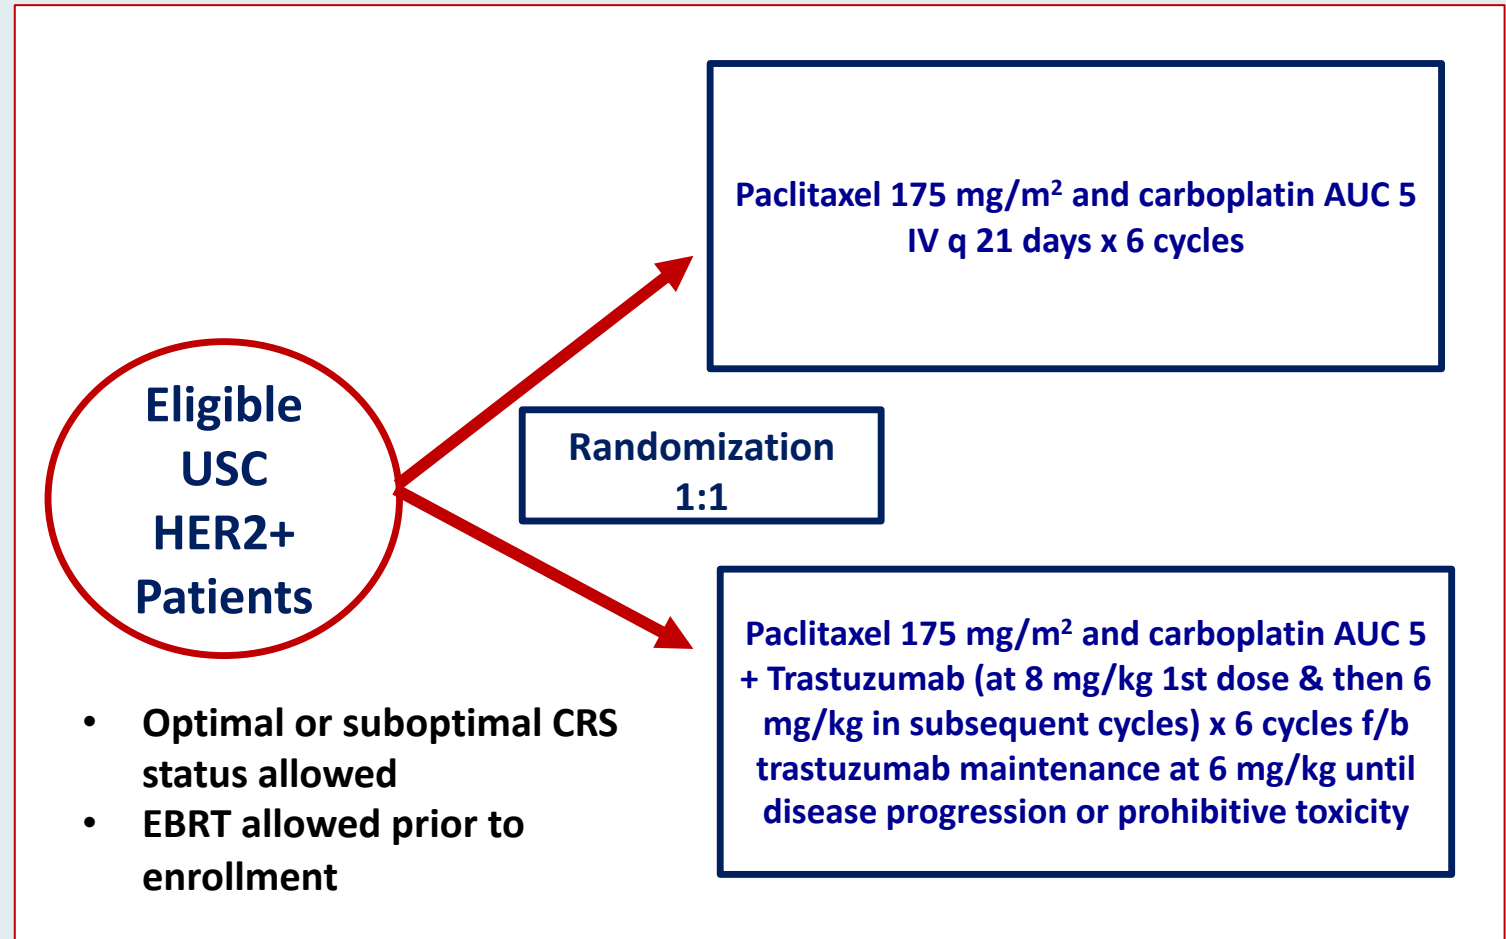 Paclitaxel 175 mg/m² and carboplatin AUC 5
IV q 21 days x 6 cycles
Eligible
USC
HER2+
Patients
Randomization
1:1
Paclitaxel 175 mg/m² and carboplatin AUC 5
+ Trastuzumab (at 8 mg/kg 1st dose & then 6
mg/kg in subsequent cycles) x 6 cycles f/b
trastuzumab maintenance at 6 mg/kg until
disease progression or prohibitive toxicity
• Optimal or suboptimal CRS
status allowed
• EBRT allowed prior to
enrollment